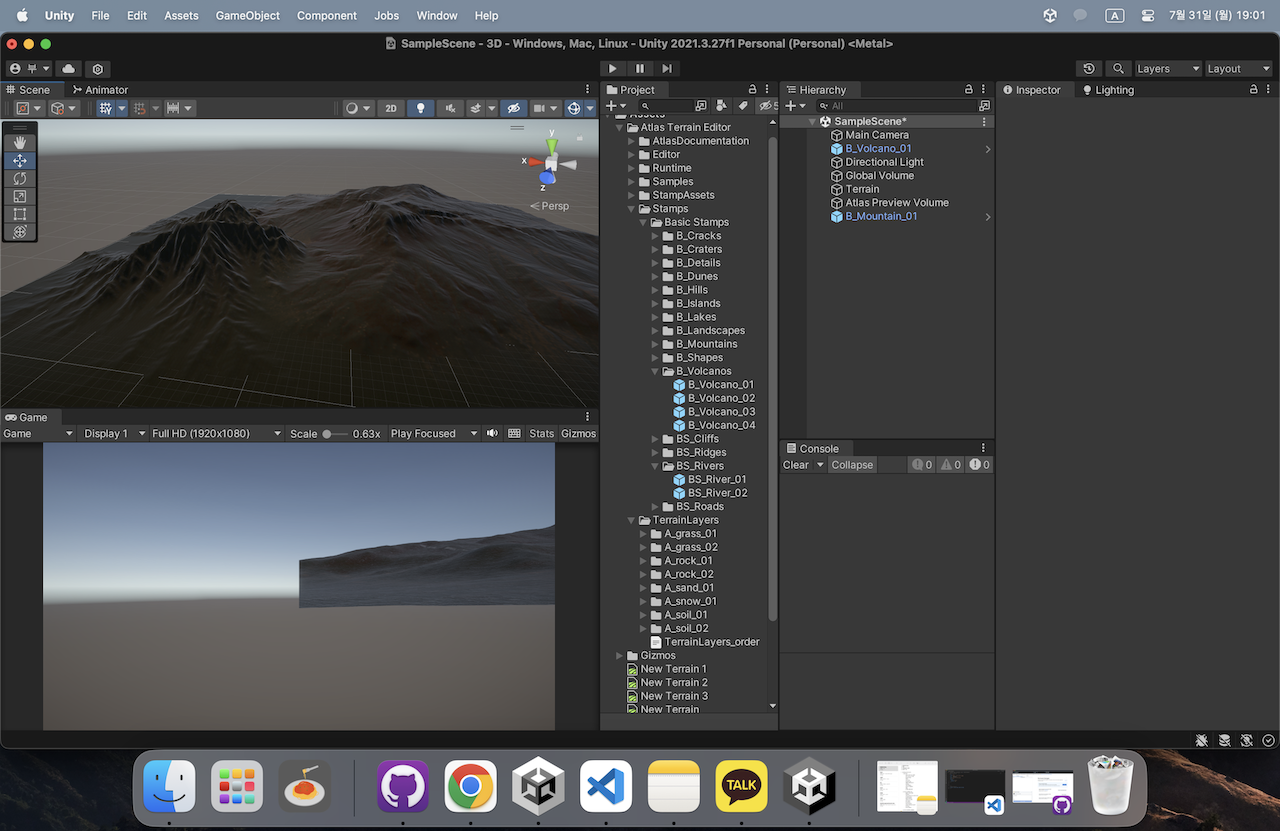 Unity File Edit Assets GameObject Component Jobs Window Help
A 7월 31일 (월) 19:01
SampleScene - 3D - Windows, Mac, Linux - Unity 2021.3.27f1 Personal (Personal) <Metal>
Layers Layout
Scene Animator
2D
y
x
z
Persp
Game
Game Display 1 Full HD (1920x1080) Scale 0.63x Play Focused Stats Gizmos
Project
5
Assets
Atlas Terrain Editor
AtlasDocumentation
Editor
Runtime
Samples
StampAssets
Stamps
Basic Stamps
B_Cracks
B_Craters
B_Details
B_Dunes
B_Hills
B_Islands
B_Lakes
B_Landscapes
B_Mountains
B_Shapes
B_Volcanos
B_Volcano_01
B_Volcano_02
B_Volcano_03
B_Volcano_04
BS_Cliffs
BS_Ridges
BS_Rivers
BS_River_01
BS_River_02
BS_Roads
TerrainLayers
A_grass_01
A_grass_02
A_rock_01
A_rock_02
A_sand_01
A_snow_01
A_soil_01
A_soil_02
TerrainLayers_order
Gizmos
New Terrain 1
New Terrain 2
New Terrain 3
New Terrain
Hierarchy
All
SampleScene*
Main Camera
B_Volcano_01
Directional Light
Global Volume
Terrain
Atlas Preview Volume
B_Mountain_01
Console
Clear Collapse 0 0 0
Inspector Lighting
TALK